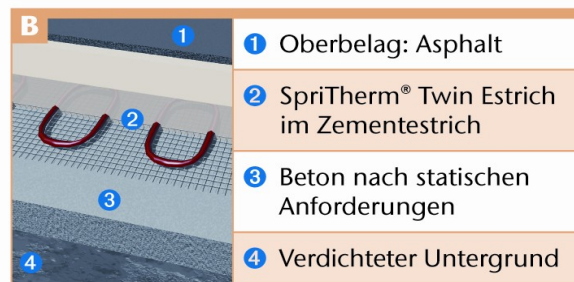 B
1 Oberbelag: Asphalt
2 SpriTherm® Twin Estrich
im Zementestrich
3 Beton nach statischen
Anforderungen
4 Verdichteter Untergrund
1
2
3
4